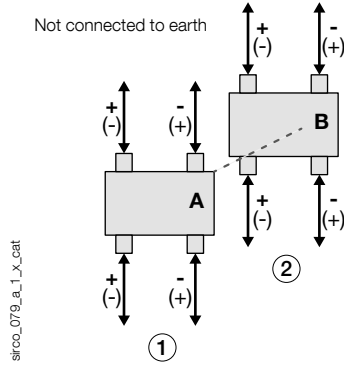 Not connected to earth
+ -
(-) (+)
B
+ -
(-) (+)
+ -
(-) (+)
A
+ -
(-) (+)
2
1
sirco_079_a_1_x_cat